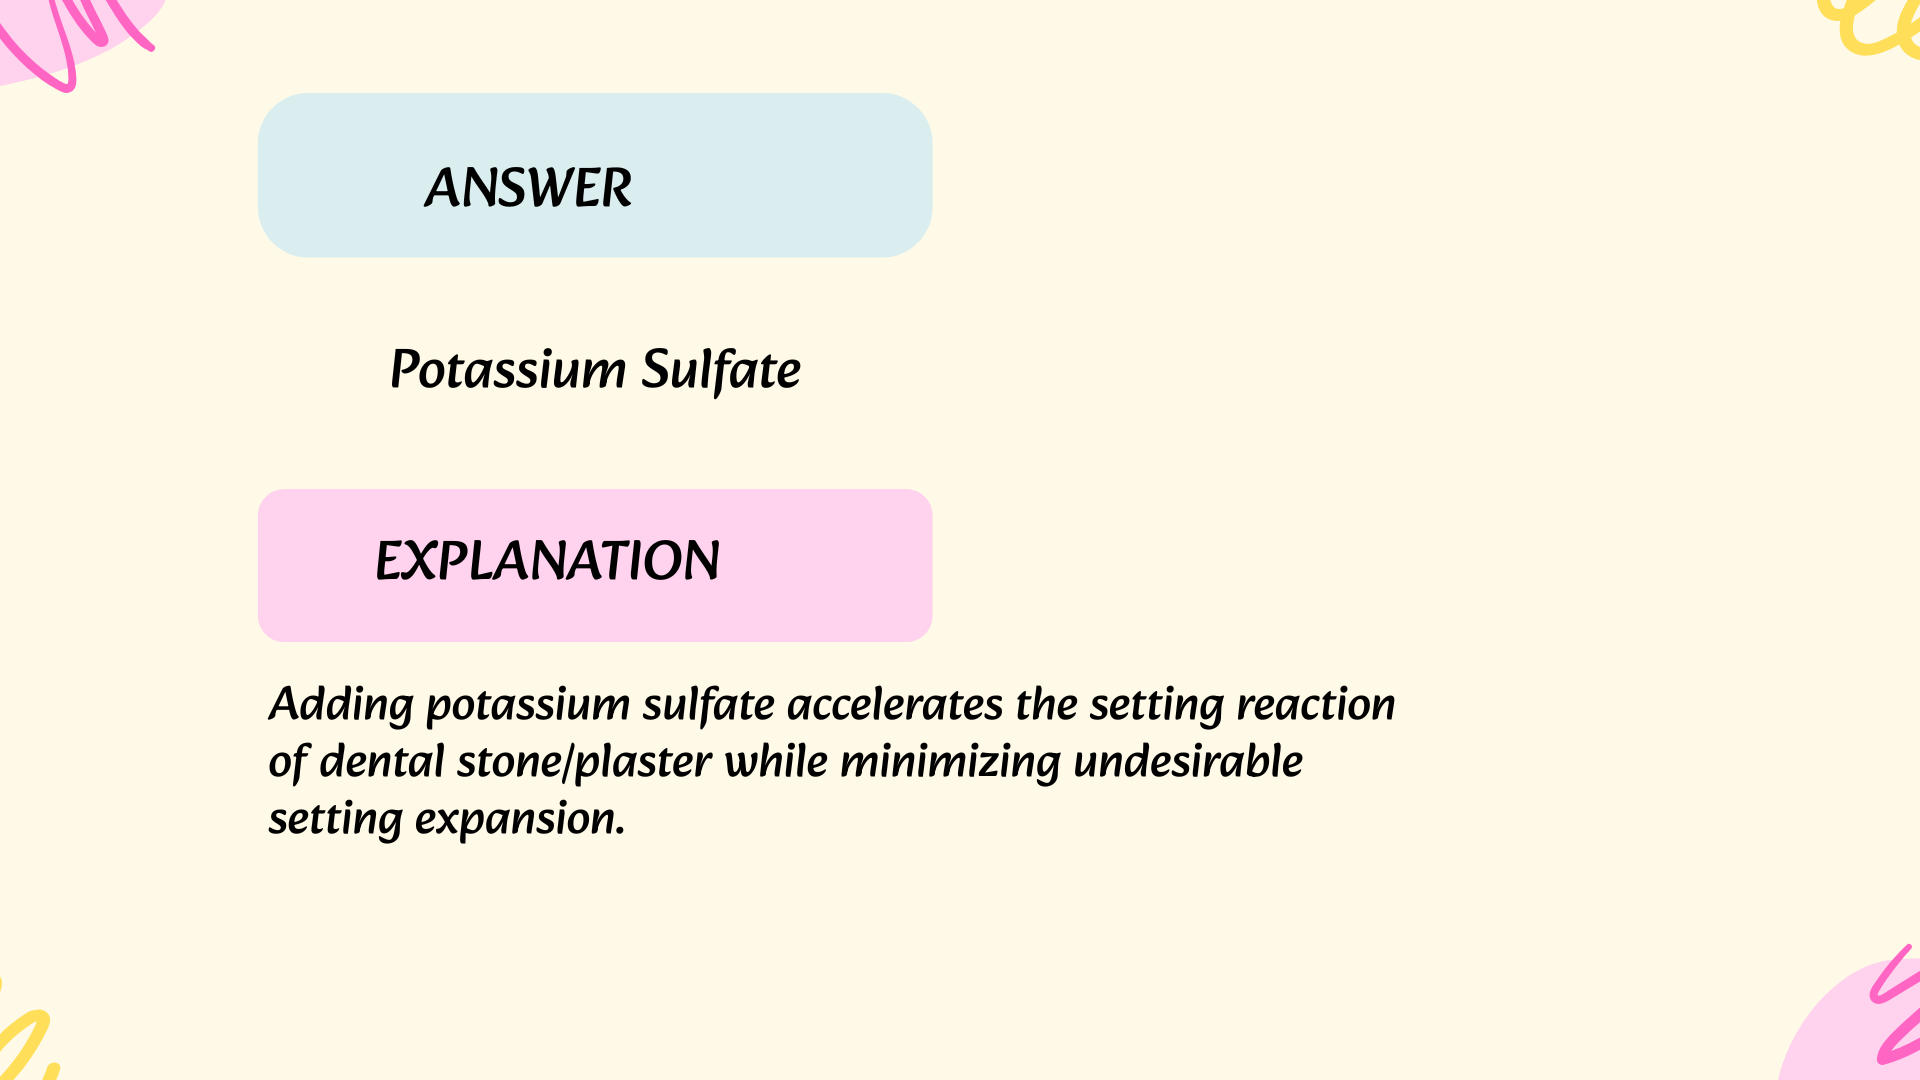 ANSWER
Potassium Sulfate
EXPLANATION
Adding potassium sulfate accelerates the setting reaction
of dental stone/plaster while minimizing undesirable
setting expansion.